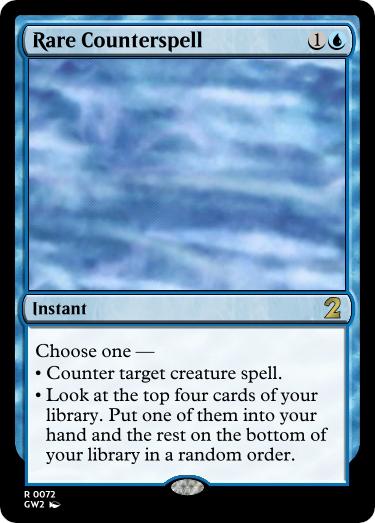 Rare Counterspell 1
Instant 2
Choose one —
• Counter target creature spell.
• Look at the top four cards of your
library. Put one of them into your
hand and the rest on the bottom of
your library in a random order.
R 0072
GW2